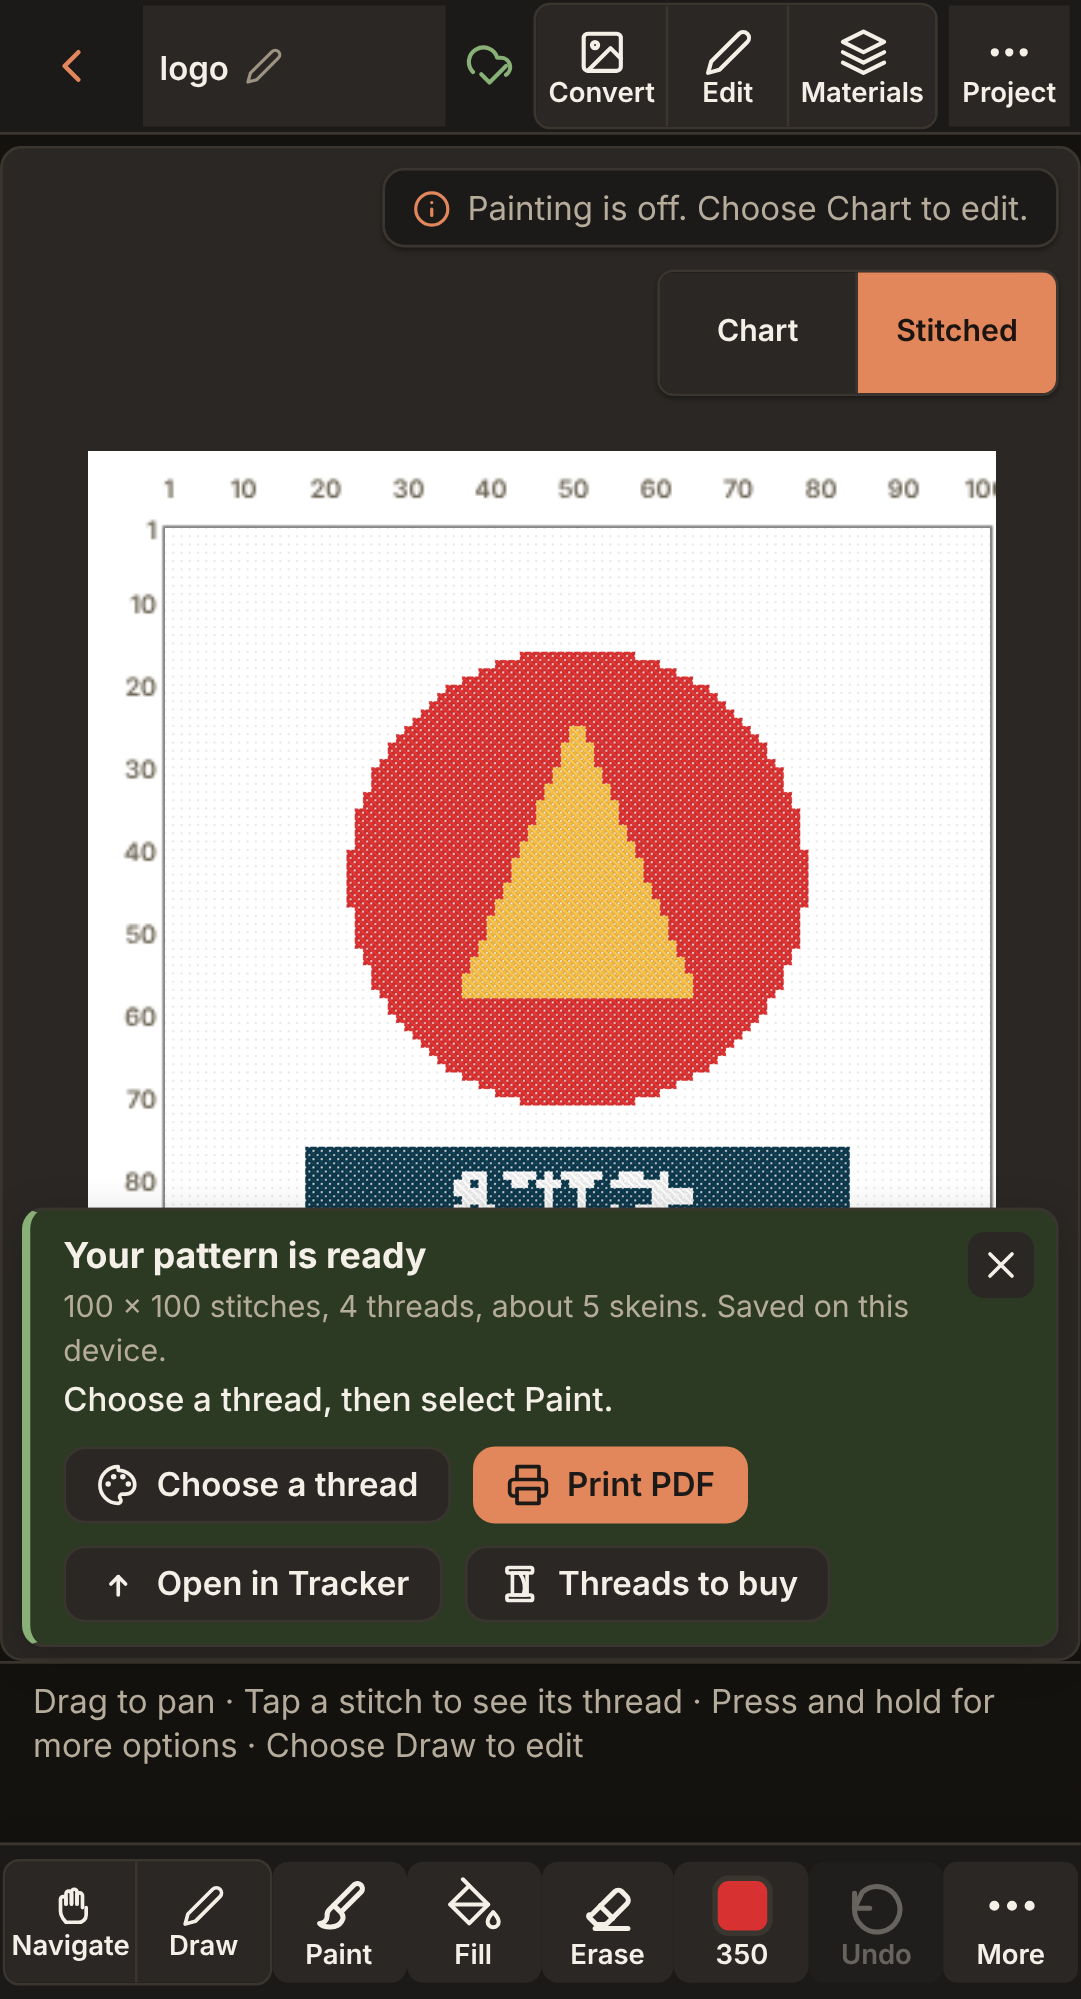 logo
Convert
Edit
Materials
Project
Painting is off. Choose Chart to edit.
Chart
Stitched
1 10 20 30 40 50 60 70 80 90
1
10
20
30
40
50
60
70
80
Your pattern is ready
100 × 100 stitches, 4 threads, about 5 skeins. Saved on this
device.
Choose a thread, then select Paint.
Choose a thread
Print PDF
Open in Tracker
Threads to buy
Drag to pan · Tap a stitch to see its thread · Press and hold for
more options · Choose Draw to edit
Navigate
Draw
Paint
Fill
Erase
350
Undo
More